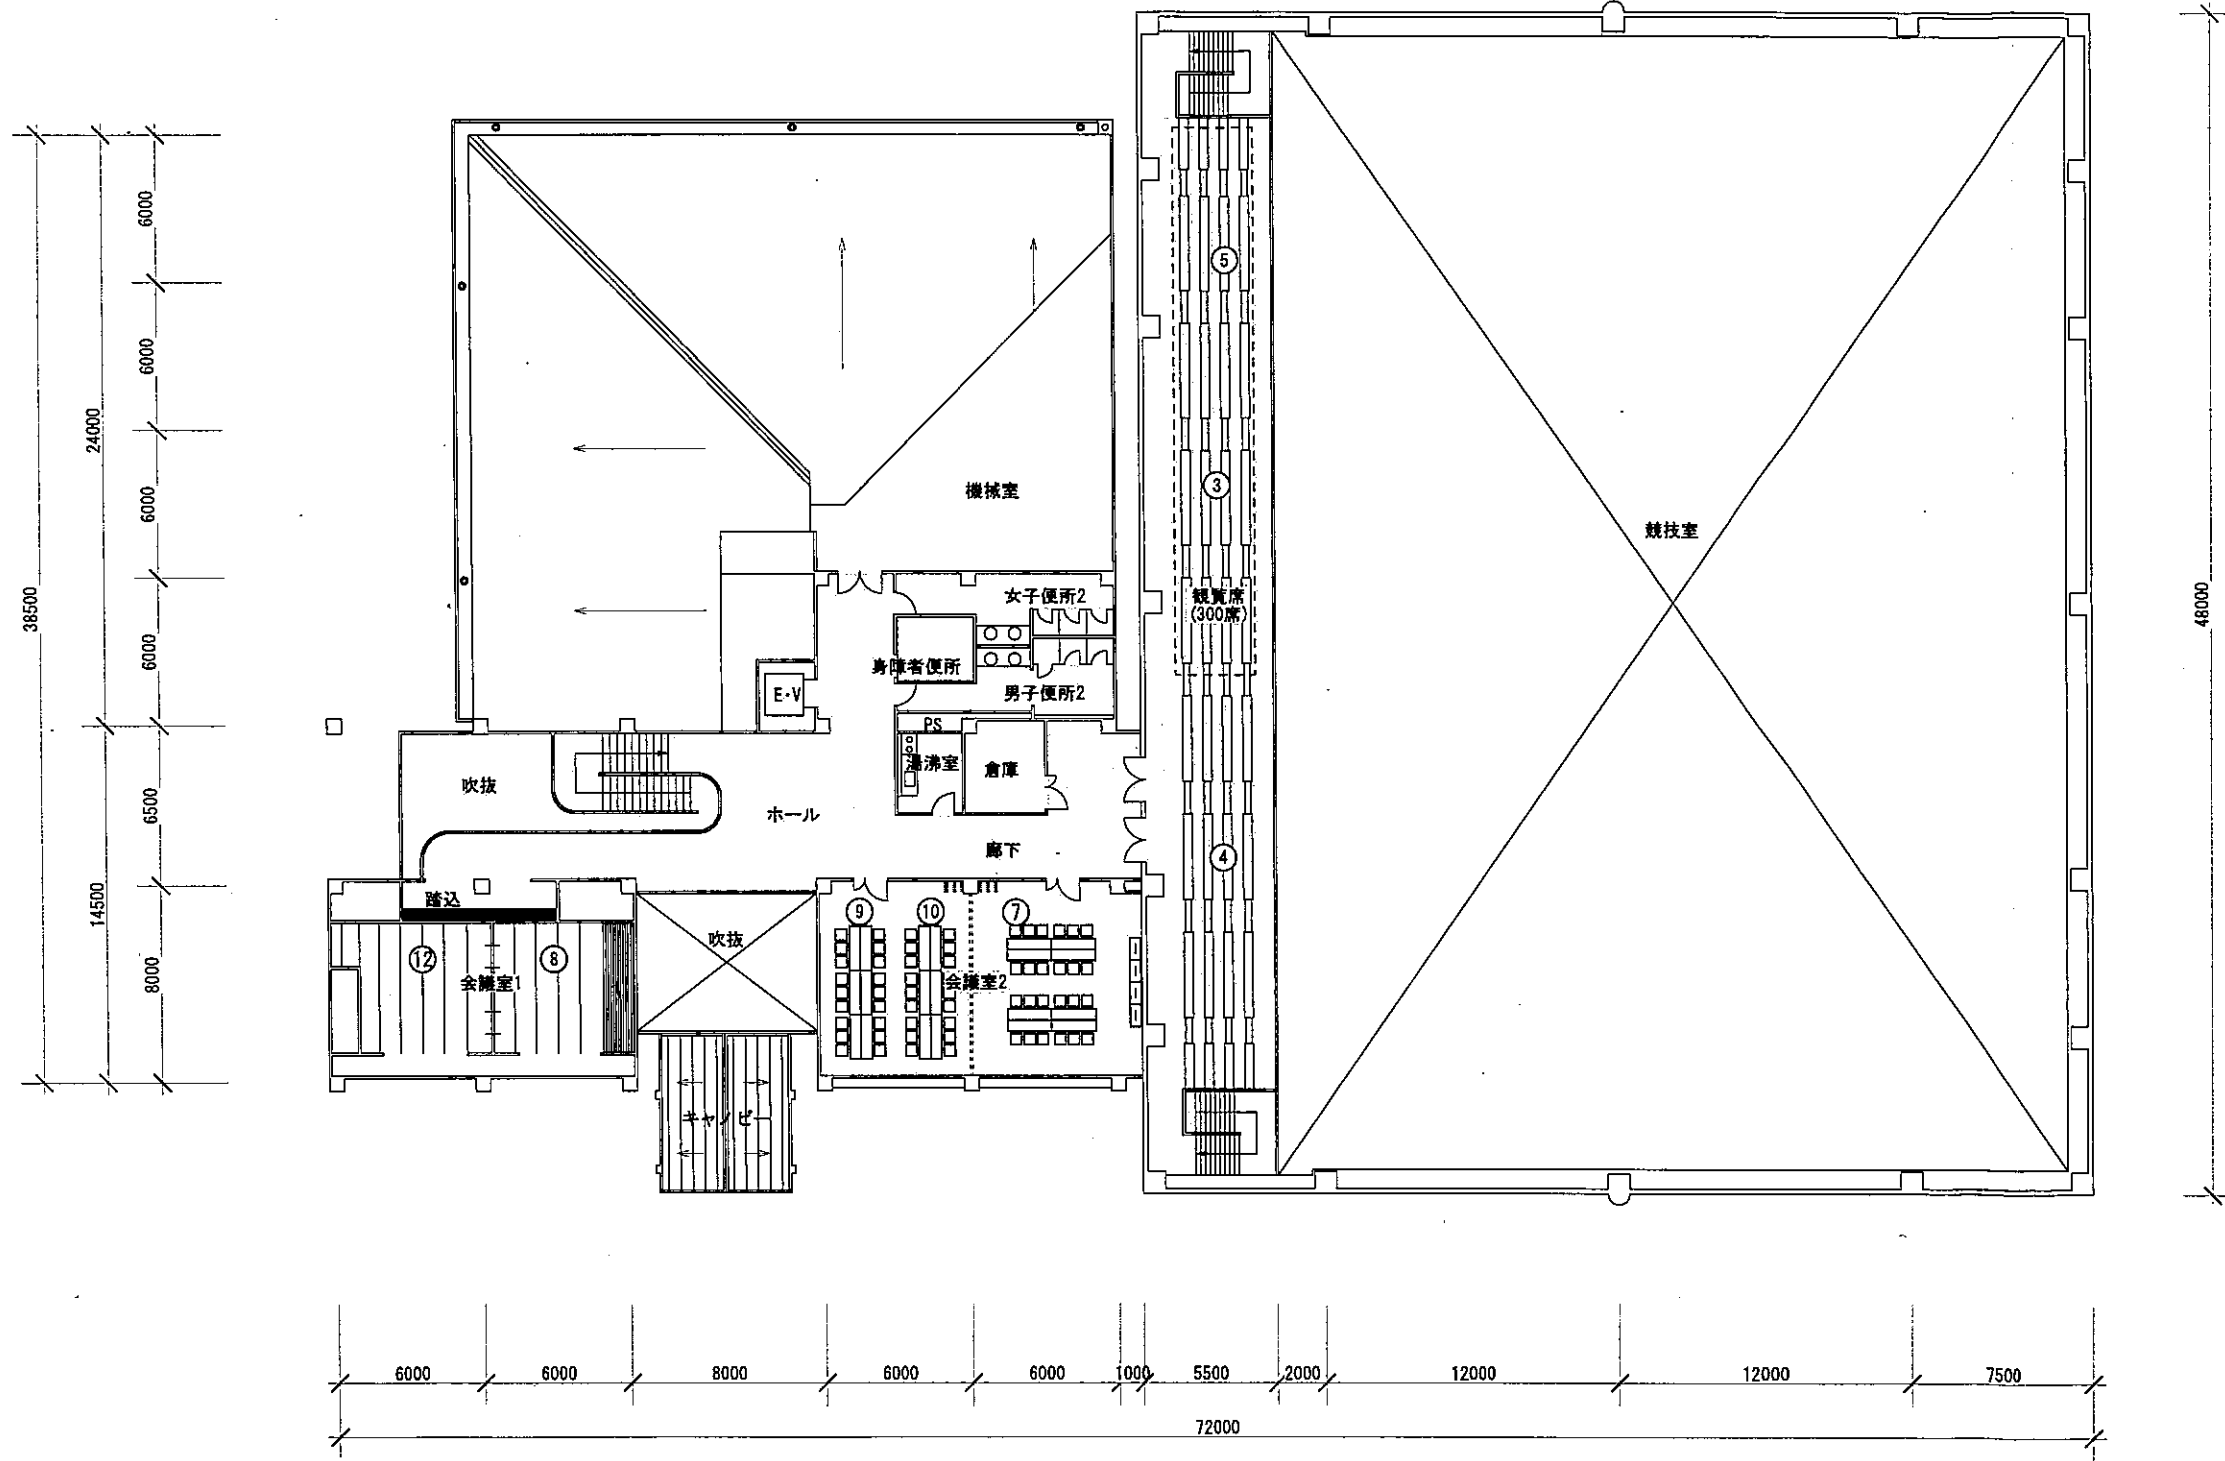 6000
6000
6000
6000
6500
8000
24000
14500
38500
48000
⑤
③
機械室
競技室
観覧席
(300席)
女子便所2
身障者便所
男子便所2
E・V
PS
湯沸室
倉庫
吹抜
ホール
廊下
④
踏込
⑨
⑩
⑦
吹抜
⑫
⑧
会議室1
会議室2
キャノピー
6000
6000
8000
6000
6000
1000
5500
2000
12000
12000
7500
72000